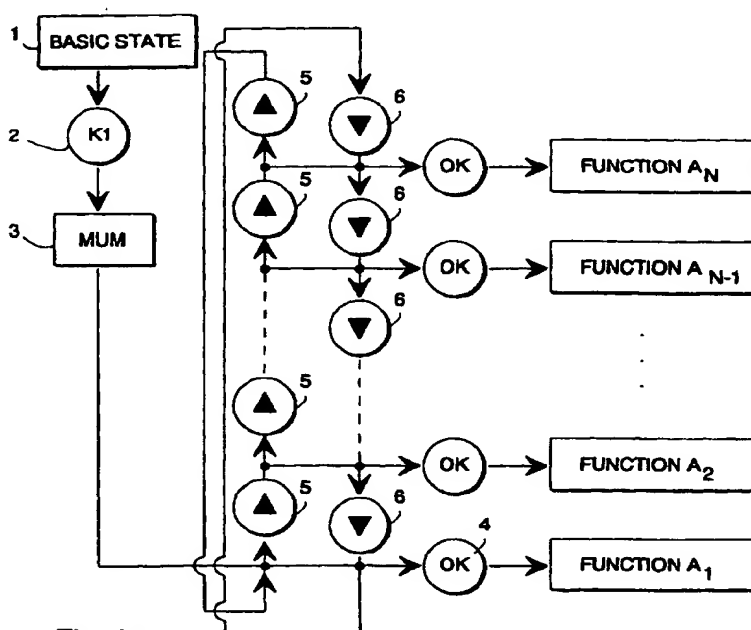 1 BASIC STATE
2 K1
3 MUM
5 6
OK FUNCTION A_N
5 6
OK FUNCTION A_N-1
6
5
OK FUNCTION A_2
5 6
4
OK FUNCTION A_1